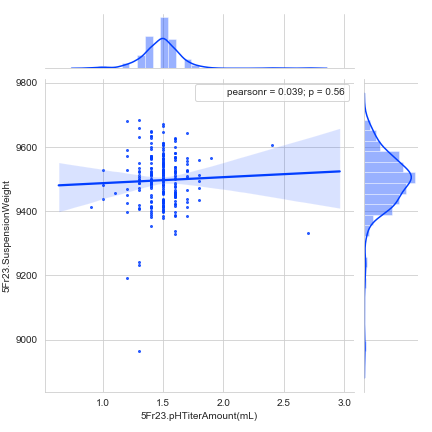 pearsonr = 0.039; p = 0.56
9800
9600
9400
9200
9000
5Fr23.SuspensionWeight
1.0 1.5 2.0 2.5 3.0
5Fr23.pHTiterAmount(mL)